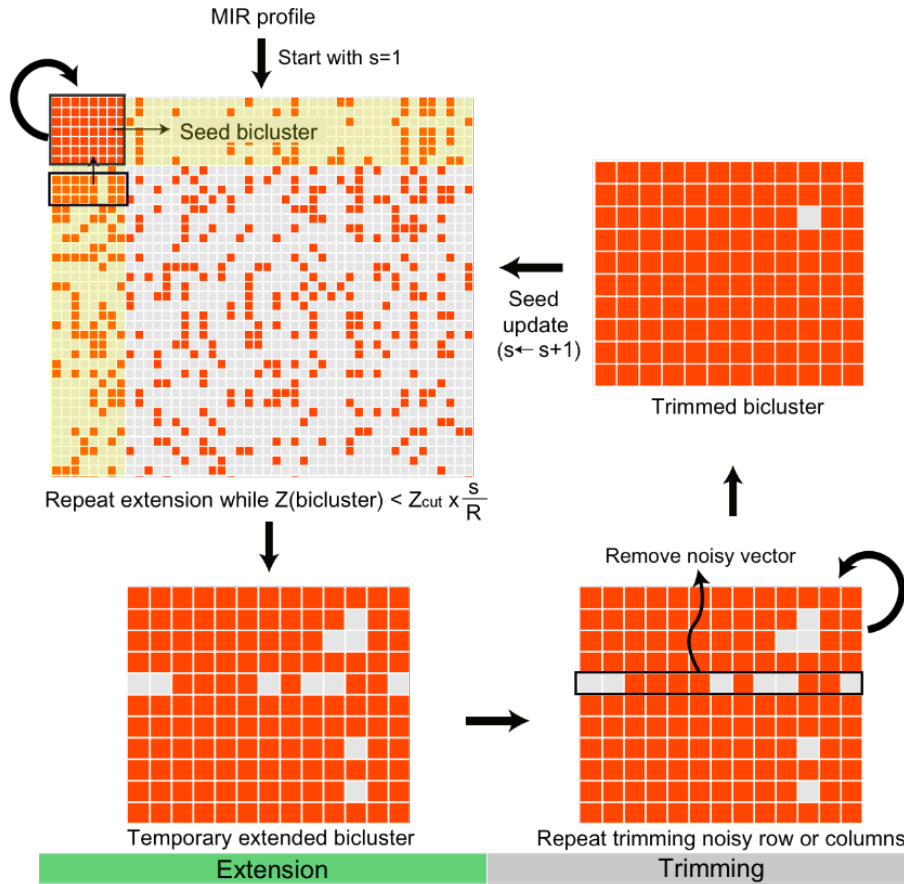 MIR profile
Start with s=1
Seed bicluster
Repeat extension while Z(bicluster) < Zcut x s/R
Seed
update
(s← s+1)
Trimmed bicluster
Remove noisy vector
Temporary extended bicluster
Repeat trimming noisy row or columns
Extension
Trimming